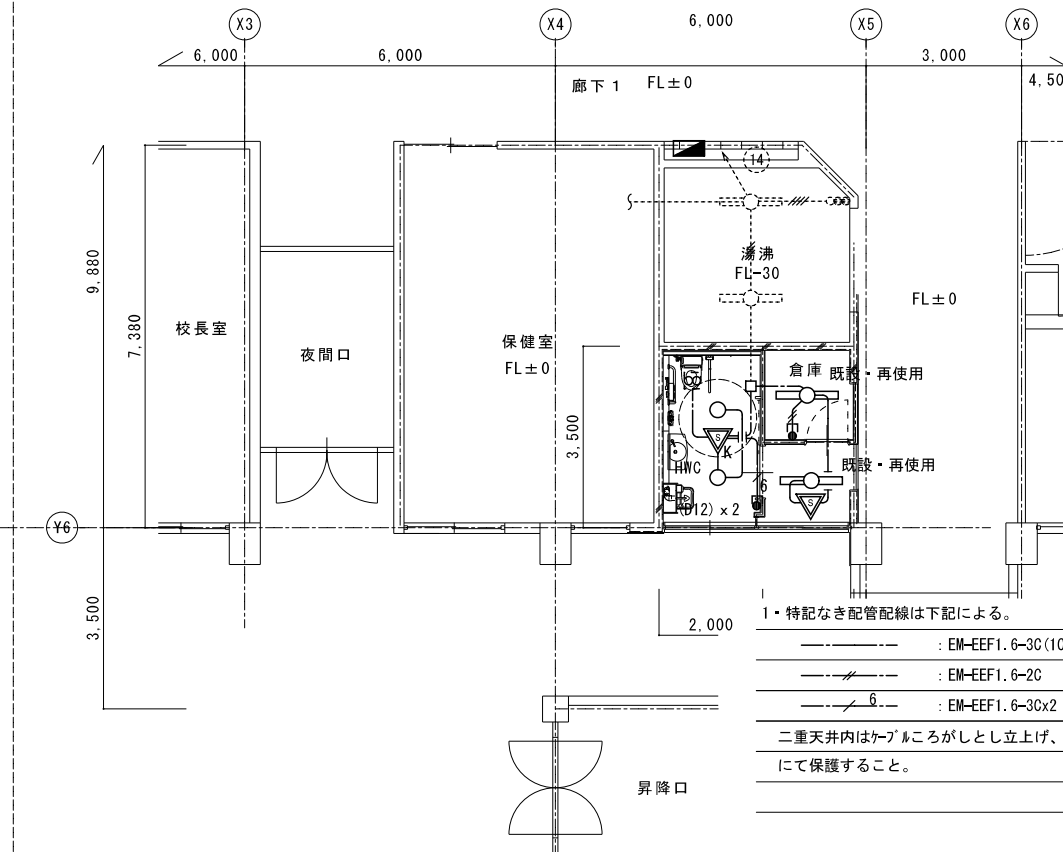 X3
X4
6,000
X5
X6
6,000
6,000
3,000
4,50
廊下1 FL±0
14
湯沸
FL-30
9,880
7,380
校長室
夜間口
保健室
FL±0
FL±0
倉庫
既設・再使用
3,500
S
K
HWC
既設・再使用
6
S
(D12)×2
Y6
3,500
2,000
1・特記なき配管配線は下記による。
:EM-EEF1.6-3C(1C
:EM-EEF1.6-2C
6
:EM-EEF1.6-3Cx2
二重天井内はケーブルころがしとし立上げ、
にて保護すること。
昇降口